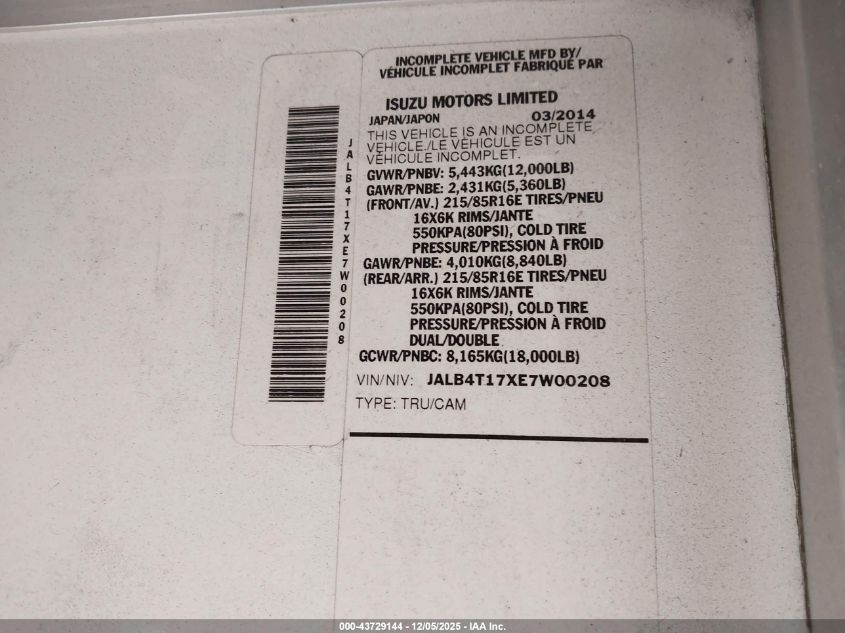 INCOMPLETE VEHICLE MFD BY/
VÉHICULE INCOMPLET FABRIQUÉ PAR
ISUZU MOTORS LIMITED
JAPAN/JAPON 03/2014
THIS VEHICLE IS AN INCOMPLETE
VEHICLE./LE VÉHICULE EST UN
VÉHICULE INCOMPLET.
GVWR/PNBV: 5,443KG(12,000LB)
GAWR/PNBE: 2,431KG(5,360LB)
(FRONT/AV.) 215/85R16E TIRES/PNEU
16X6K RIMS/JANTE
550KPA(80PSI), COLD TIRE
PRESSURE/PRESSION À FROID
GAWR/PNBE: 4,010KG(8,840LB)
(REAR/ARR.) 215/85R16E TIRES/PNEU
16X6K RIMS/JANTE
550KPA(80PSI), COLD TIRE
PRESSURE/PRESSION À FROID
DUAL/DOUBLE
GCWR/PNBC: 8,165KG(18,000LB)
VIN/NIV: JALB4T17XE7W00208
TYPE: TRU/CAM
JALB4T17XE7W00208
000-43729144 - 12/05/2025 - IAA Inc.